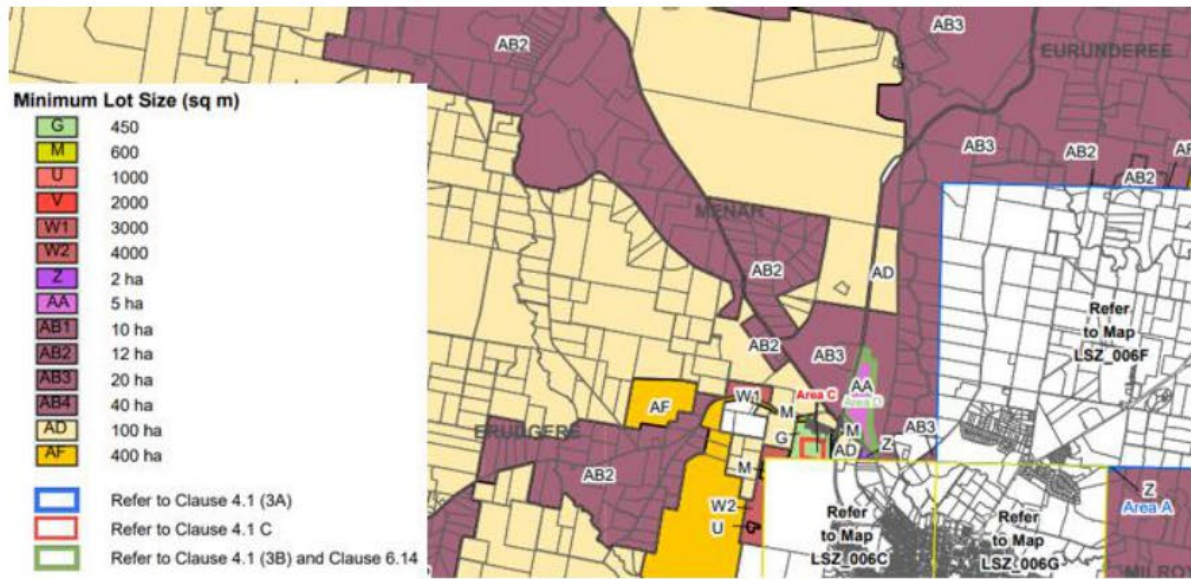 AB2
AB3
EURUNDEREE
Minimum Lot Size (sq m)
G 450
M 600
U 1000
V 2000
W1 3000
W2 4000
Z 2 ha
AA 5 ha
AB1 10 ha
AB2 12 ha
AB3 20 ha
AB4 40 ha
AD 100 ha
AF 400 ha
Refer to Clause 4.1 (3A)
Refer to Clause 4.1 C
Refer to Clause 4.1 (3B) and Clause 6.14
AB3
AB2
AB2
MENAH
AB2
AD
Refer
to Map
LSZ_006F
AB2
AB3
AA
Area C
Area D
W1
AF
M
G
M
AD
Z
AB3
ERUDGERE
AB2
M
W2
U
Refer
to Map
LSZ_006C
Refer
to Map
LSZ_006G
Z
Area A
MILROY